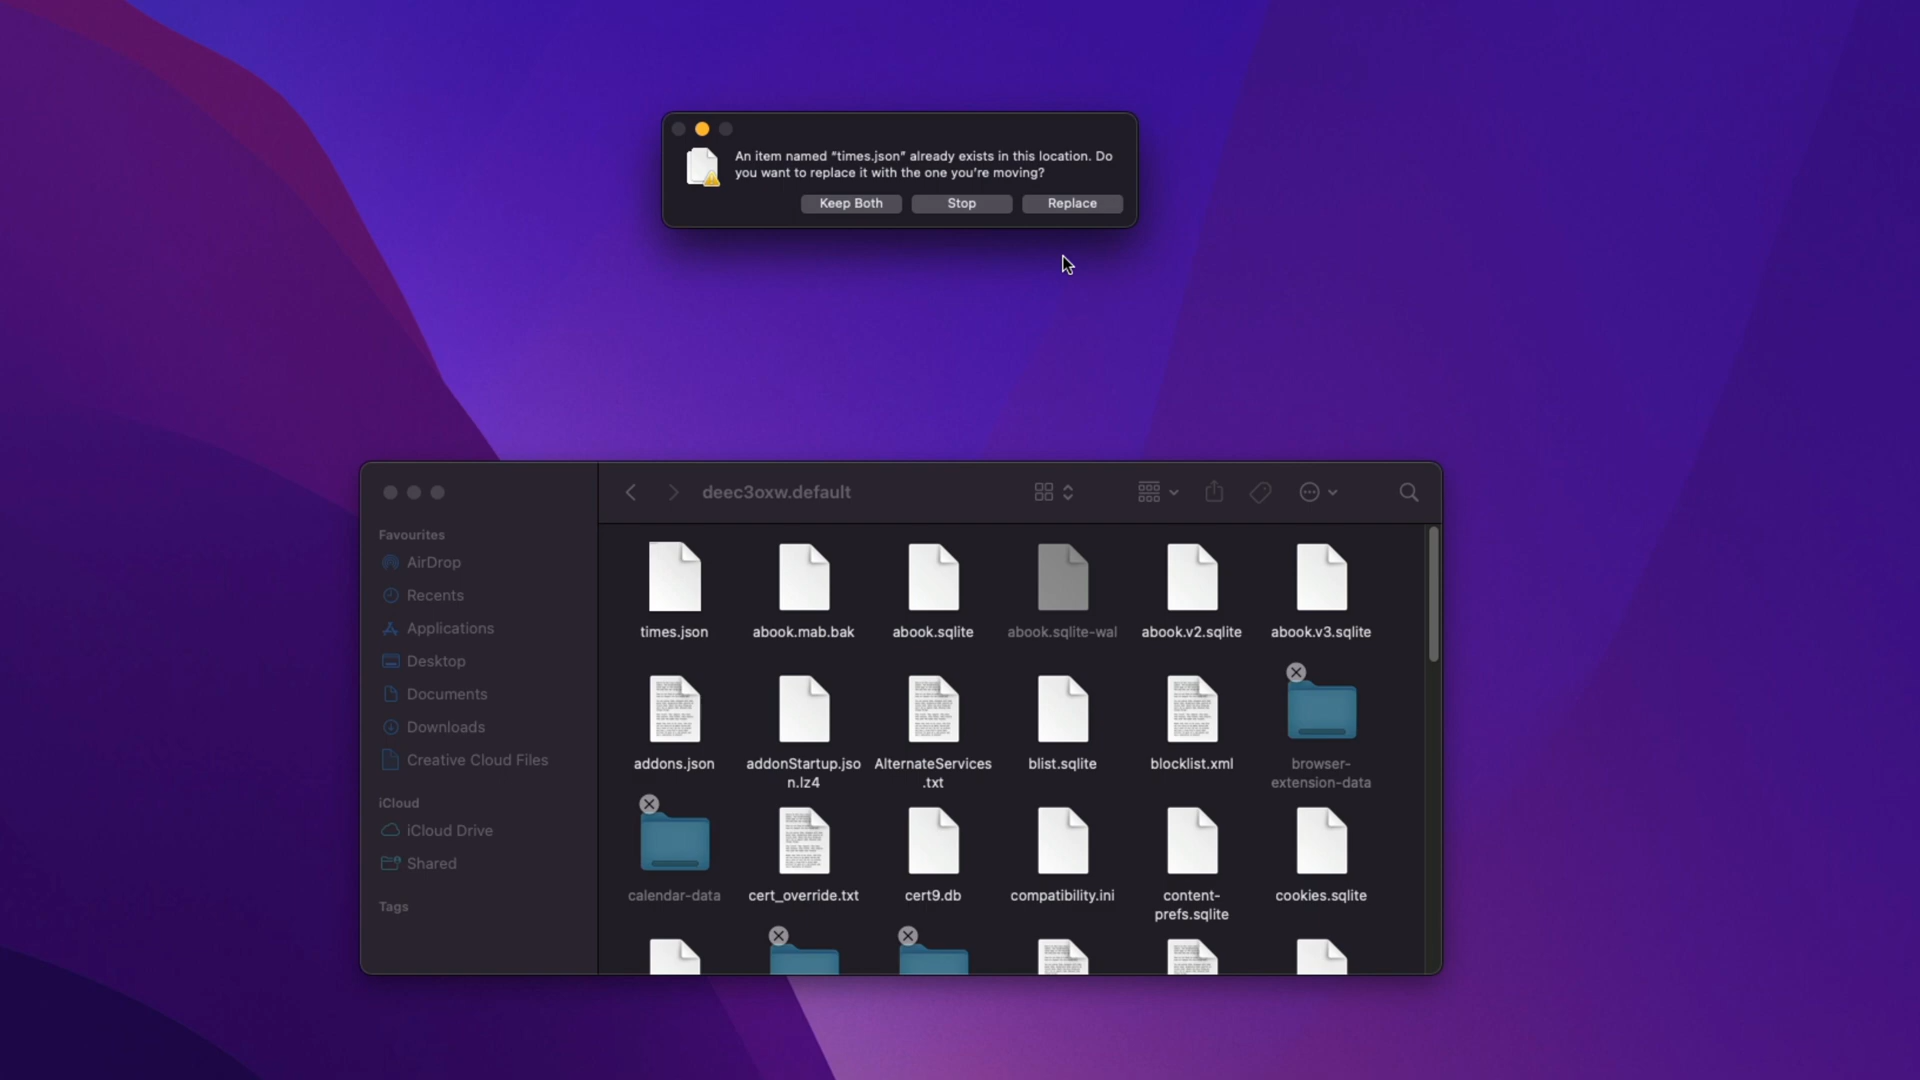 An item named “times.json” already exists in this location. Do
you want to replace it with the one you’re moving?
Keep Both
Stop
Replace
deec3oxw.default
Favourites
AirDrop
Recents
Applications
Desktop
Documents
Downloads
Creative Cloud Files
iCloud
iCloud Drive
Shared
Tags
times.json
abook.mab.bak
abook.sqlite
abook.sqlite-wal
abook.v2.sqlite
abook.v3.sqlite
addons.json
addonStartup.jso
n.lz4
AlternateServices
.txt
blist.sqlite
blocklist.xml
browser-
extension-data
calendar-data
cert_override.txt
cert9.db
compatibility.ini
content-
prefs.sqlite
cookies.sqlite